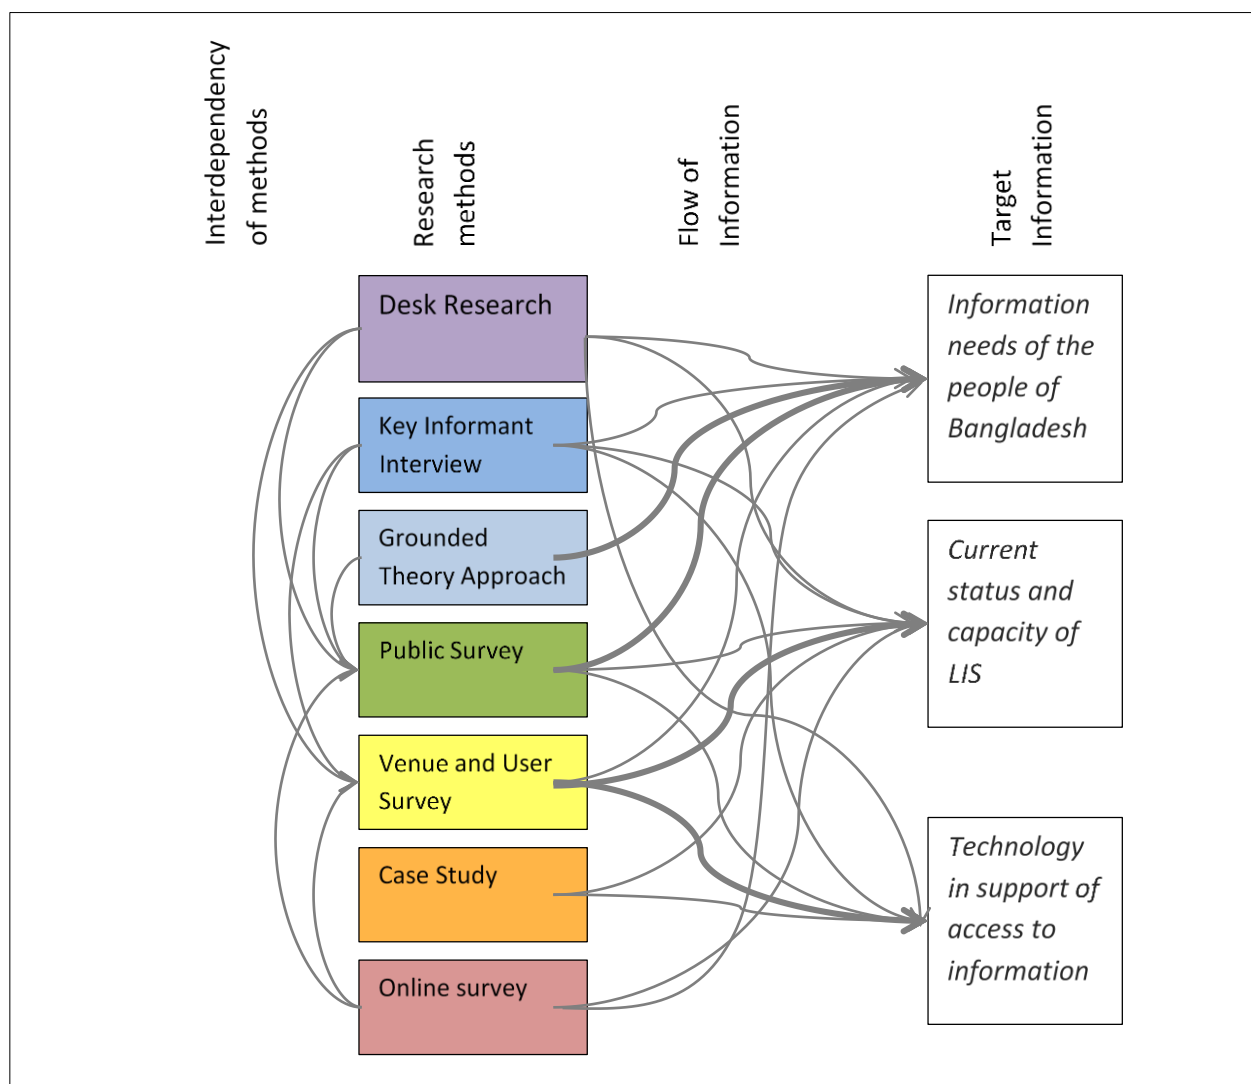 Interdependency
of methods
Research
methods
Flow of
Information
Target
Information
Desk Research
Key Informant
Interview
Grounded
Theory Approach
Public Survey
Venue and User
Survey
Case Study
Online survey
Information
needs of the
people of
Bangladesh
Current
status and
capacity of
LIS
Technology
in support of
access to
information